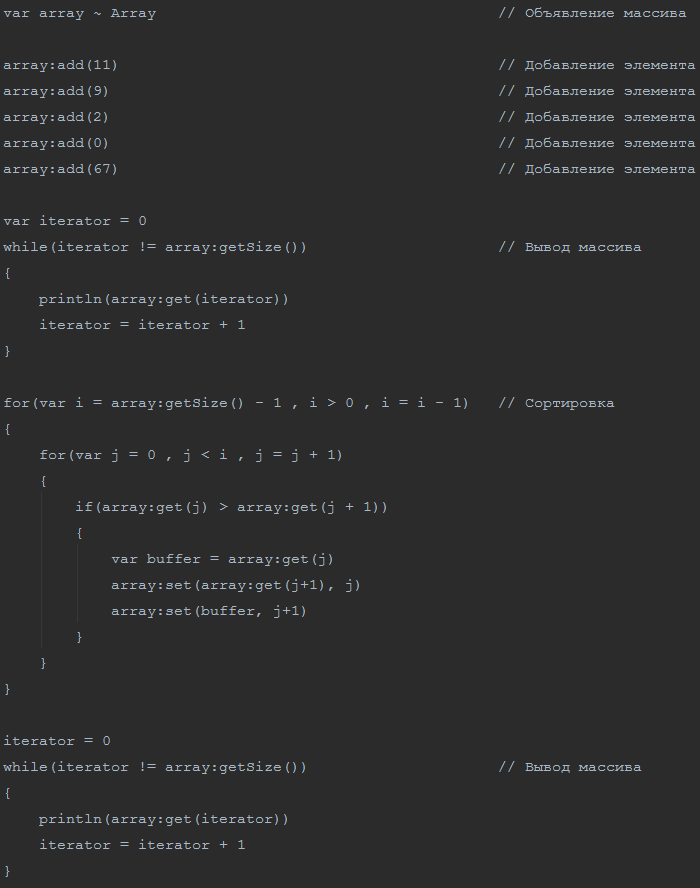 var array ~ Array // Объявление массива
array:add(11) // Добавление элемента
array:add(9) // Добавление элемента
array:add(2) // Добавление элемента
array:add(0) // Добавление элемента
array:add(67) // Добавление элемента
var iterator = 0
while(iterator != array:getSize()) // Вывод массива
{
println(array:get(iterator))
iterator = iterator + 1
}
for(var i = array:getSize() - 1 , i > 0 , i = i - 1) // Сортировка
{
for(var j = 0 , j < i , j = j + 1)
{
if(array:get(j) > array:get(j + 1))
{
var buffer = array:get(j)
array:set(array:get(j+1), j)
array:set(buffer, j+1)
}
}
}
iterator = 0
while(iterator != array:getSize()) // Вывод массива
{
println(array:get(iterator))
iterator = iterator + 1
}